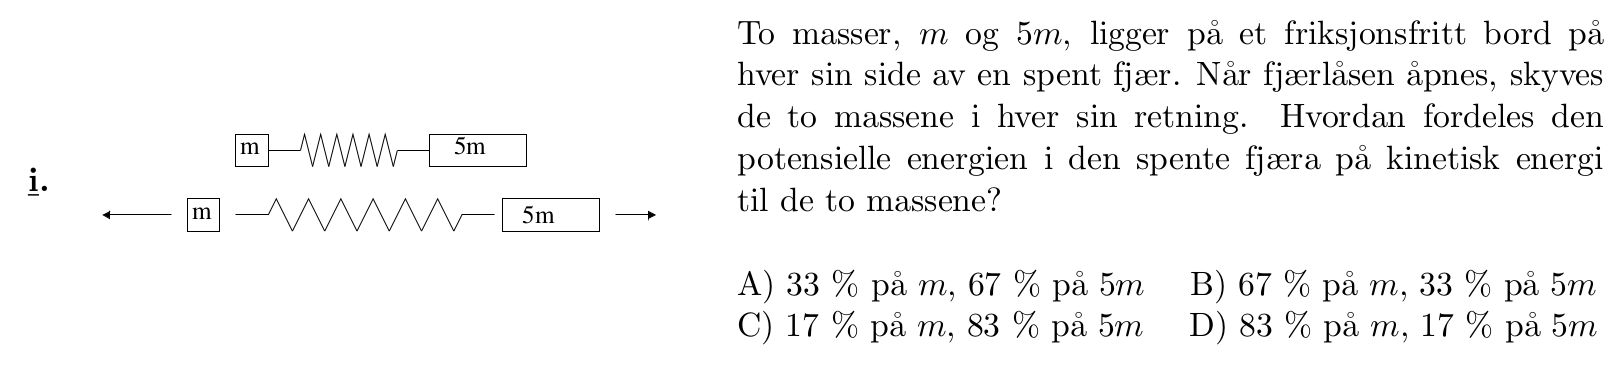 To masser, m og 5m, ligger på et friksjonsfritt bord på
hver sin side av en spent fjær. Når fjærlåsen åpnes, skyves
de to massene i hver sin retning. Hvordan fordeles den
potensielle energien i den spente fjæra på kinetisk energi
til de to massene?
m 5m
i.
m 5m
A) 33 % på m, 67 % på 5m B) 67 % på m, 33 % på 5m
C) 17 % på m, 83 % på 5m D) 83 % på m, 17 % på 5m